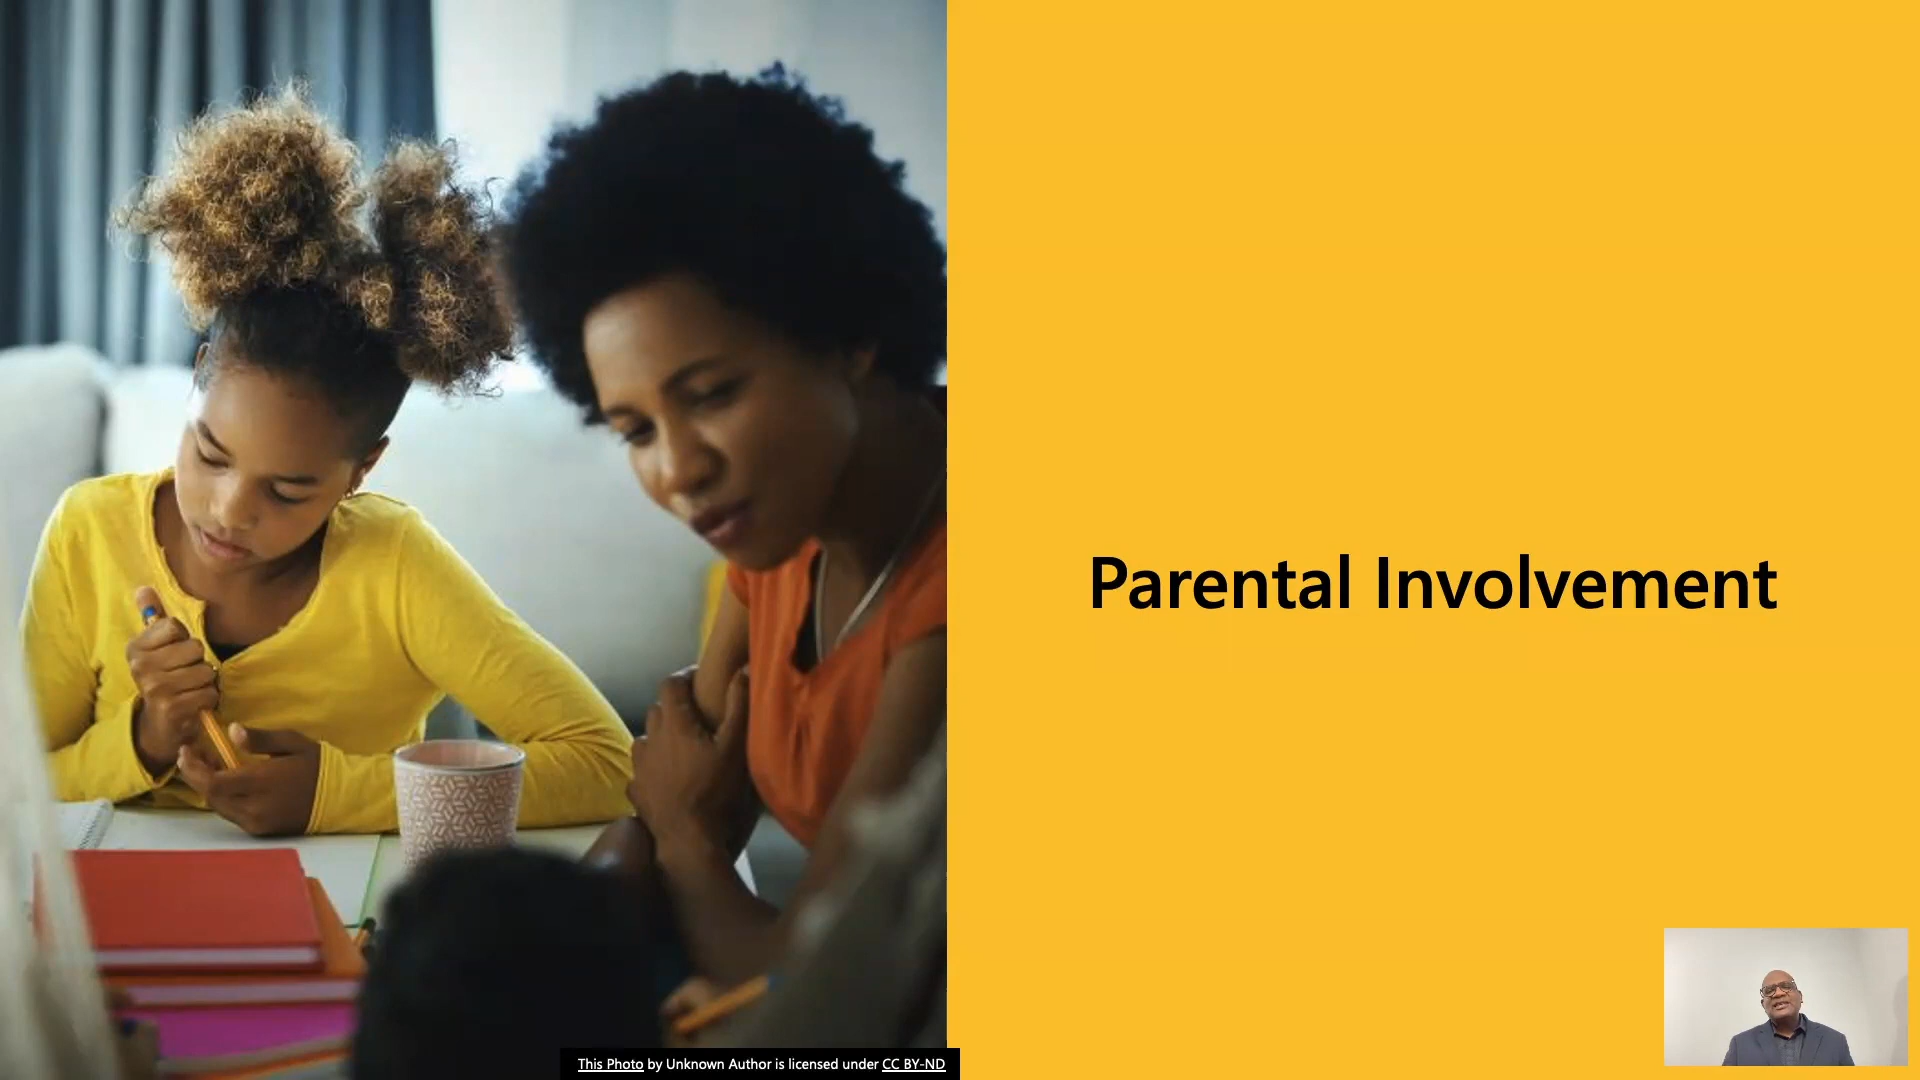 Parental Involvement
This Photo by Unknown Author is licensed under CC BY-ND